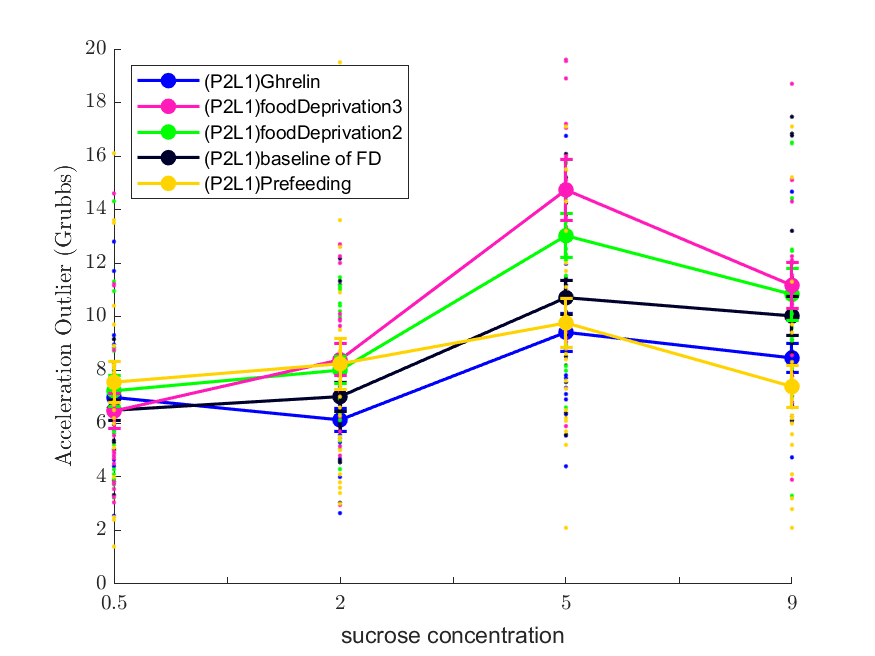 20
18
16
14
12
10
8
6
4
2
0
Acceleration Outlier (Grubbs)
(P2L1)Ghrelin
(P2L1)foodDeprivation3
(P2L1)foodDeprivation2
(P2L1)baseline of FD
(P2L1)Prefeeding
0.5 2 5 9
sucrose concentration